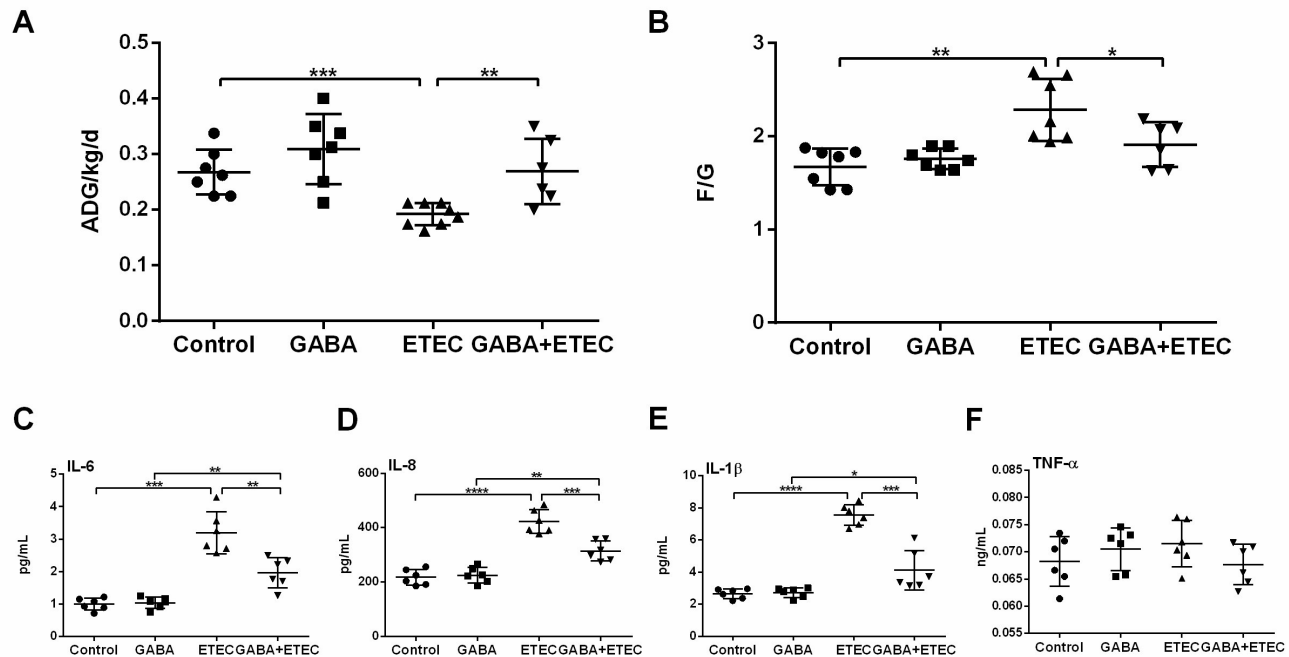 A
B
0.5
0.4
0.3
0.2
0.1
0.0
ADG/kg/d
***
**
Control
GABA
ETEC
GABA+ETEC
3
2
1
0
F/G
**
*
Control
GABA
ETEC
GABA+ETEC
C
D
E
F
IL-6
5
4
3
2
1
0
pg/mL
**
***
**
Control
GABA
ETEC
GABA+ETEC
IL-8
600
400
200
0
pg/mL
**
****
***
Control
GABA
ETEC
GABA+ETEC
IL-1β
10
8
6
4
2
0
pg/mL
*
****
***
Control
GABA
ETEC
GABA+ETEC
TNF-α
0.085
0.080
0.075
0.070
0.065
0.060
0.055
ng/mL
Control
GABA
ETEC
GABA+ETEC